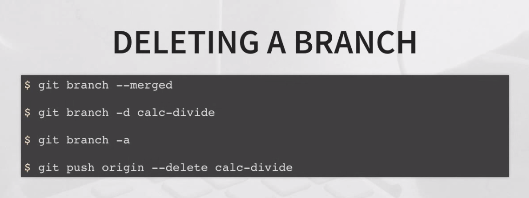 DELETING A BRANCH
$ git branch --merged
$ git branch -d calc-divide
$ git branch -a
$ git push origin --delete calc-divide